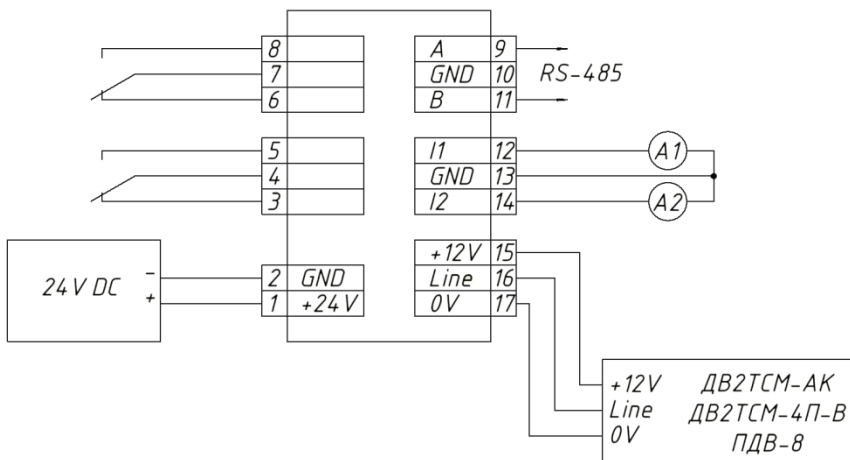 8
7
6
5
4
3
24V DC
-
+
2 GND
1 +24V
A 9
GND 10
B 11
RS-485
I1 12
GND 13
I2 14
A1
A2
+12V 15
Line 16
0V 17
+12V ДВ2ТСМ-АК
Line ДВ2ТСМ-4П-В
0V ПДВ-8